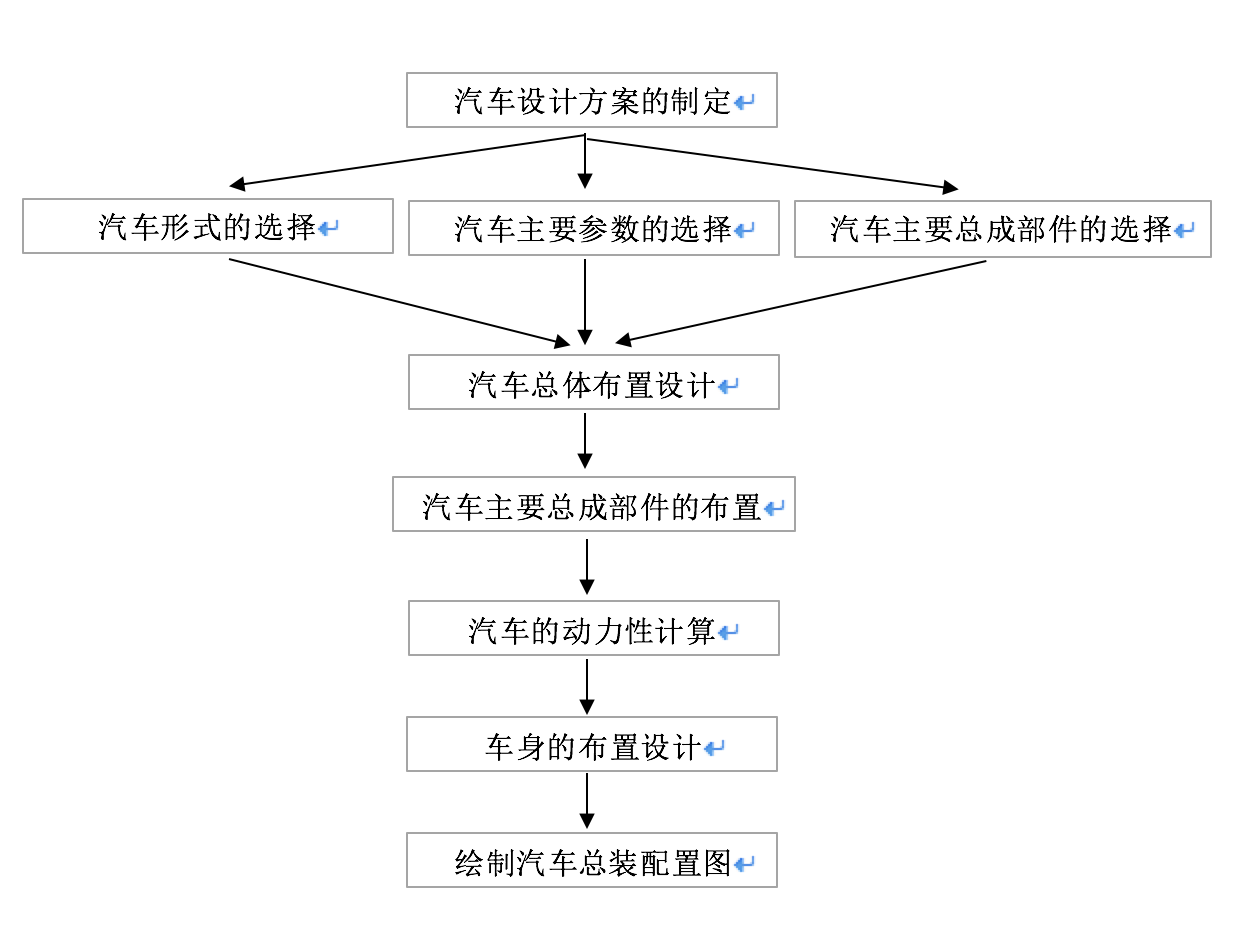 汽车设计方案的制定
汽车形式的选择
汽车主要参数的选择
汽车主要总成部件的选择
汽车总体布置设计
汽车主要总成部件的布置
汽车的动力性计算
车身的布置设计
绘制汽车总装配置图